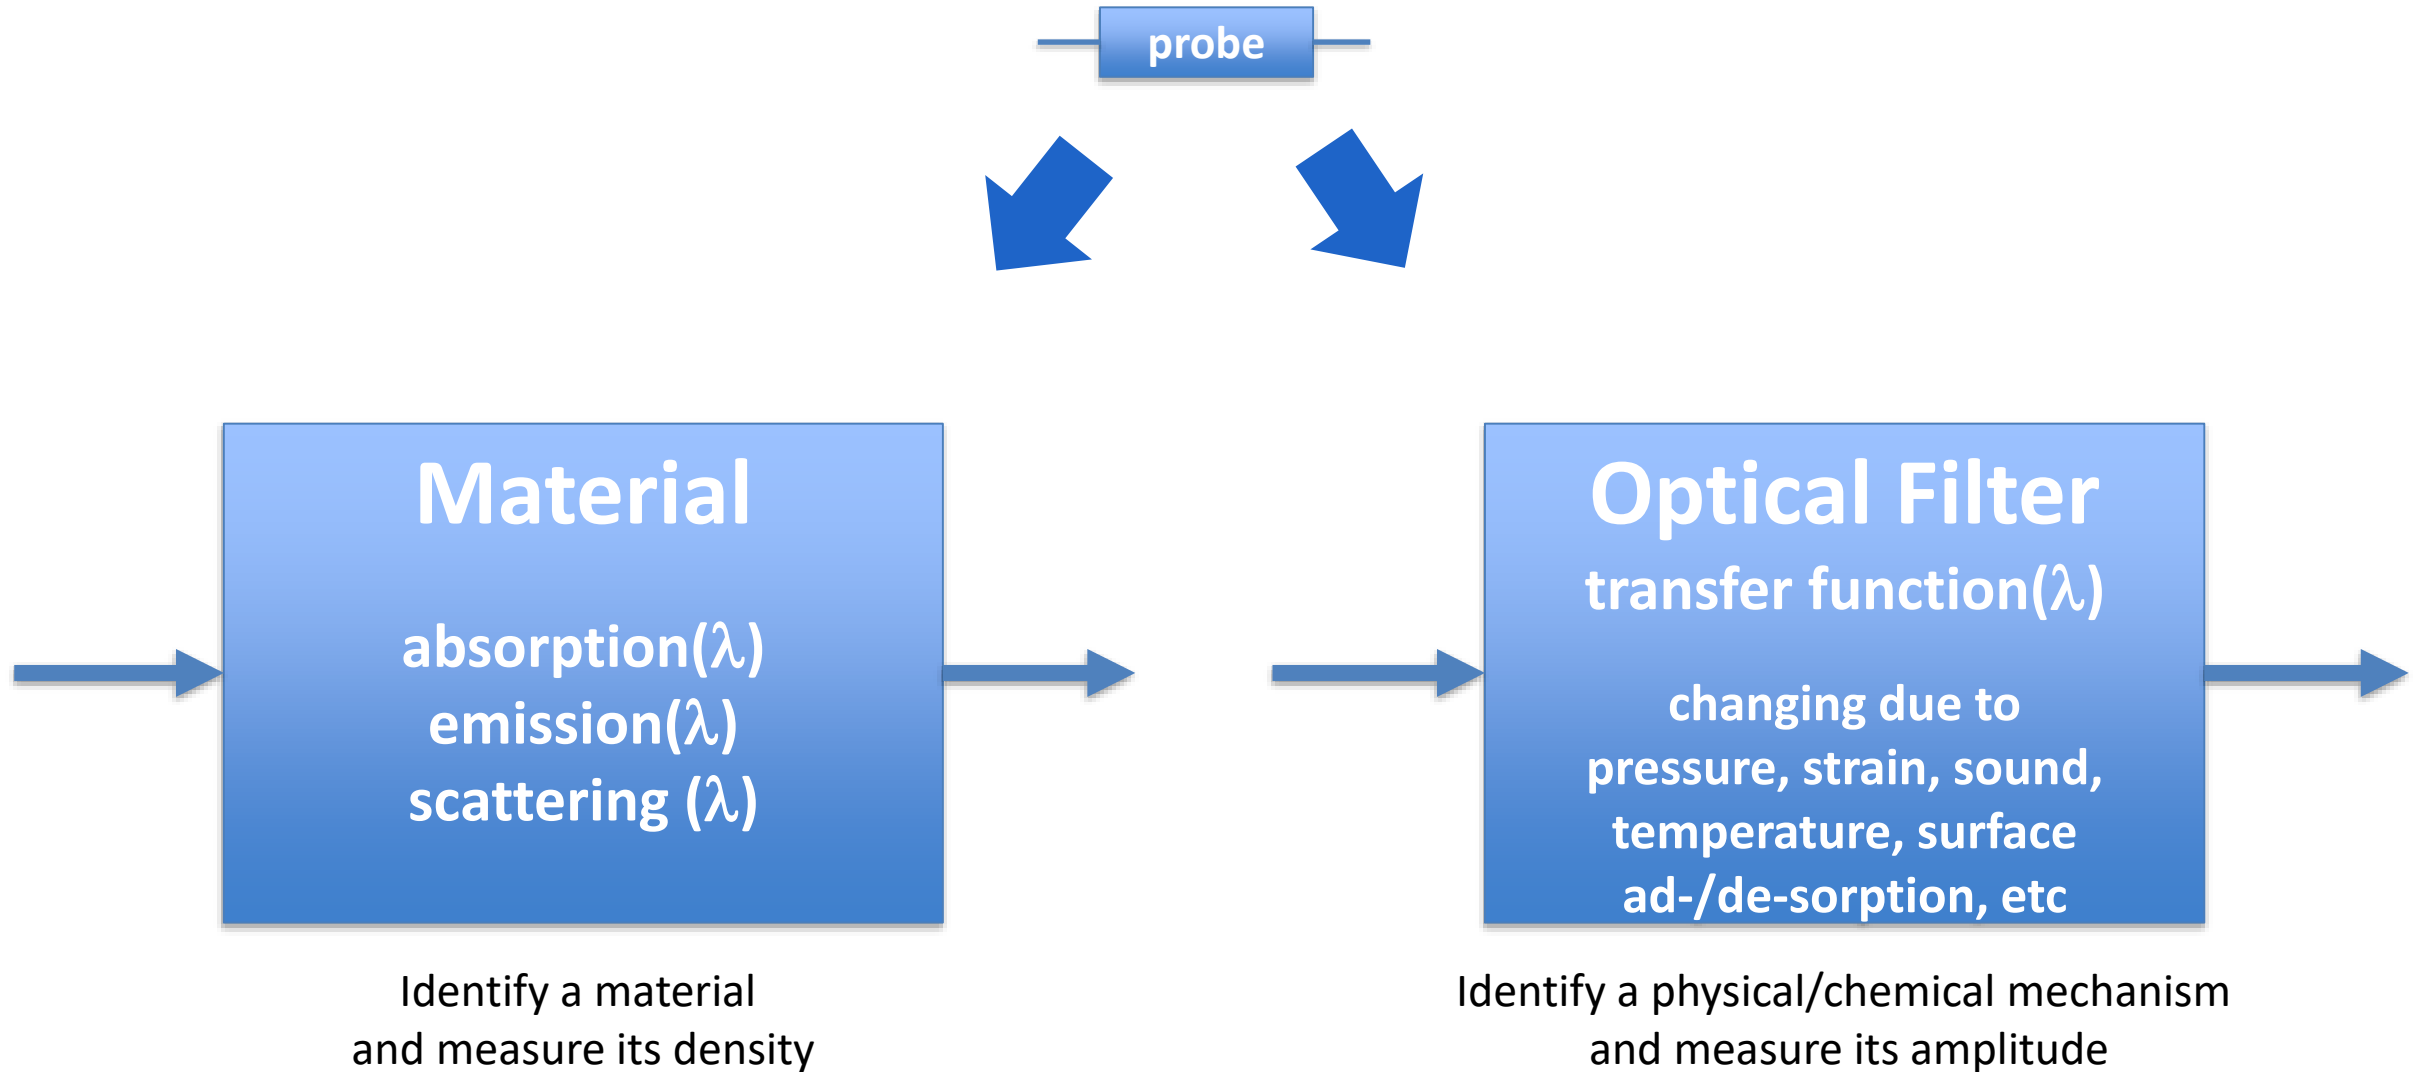 probe
Material
absorption(λ)
emission(λ)
scattering (λ)
Identify a material
and measure its density
Optical Filter
transfer function(λ)
changing due to
pressure, strain, sound,
temperature, surface
ad-/de-sorption, etc
Identify a physical/chemical mechanism
and measure its amplitude